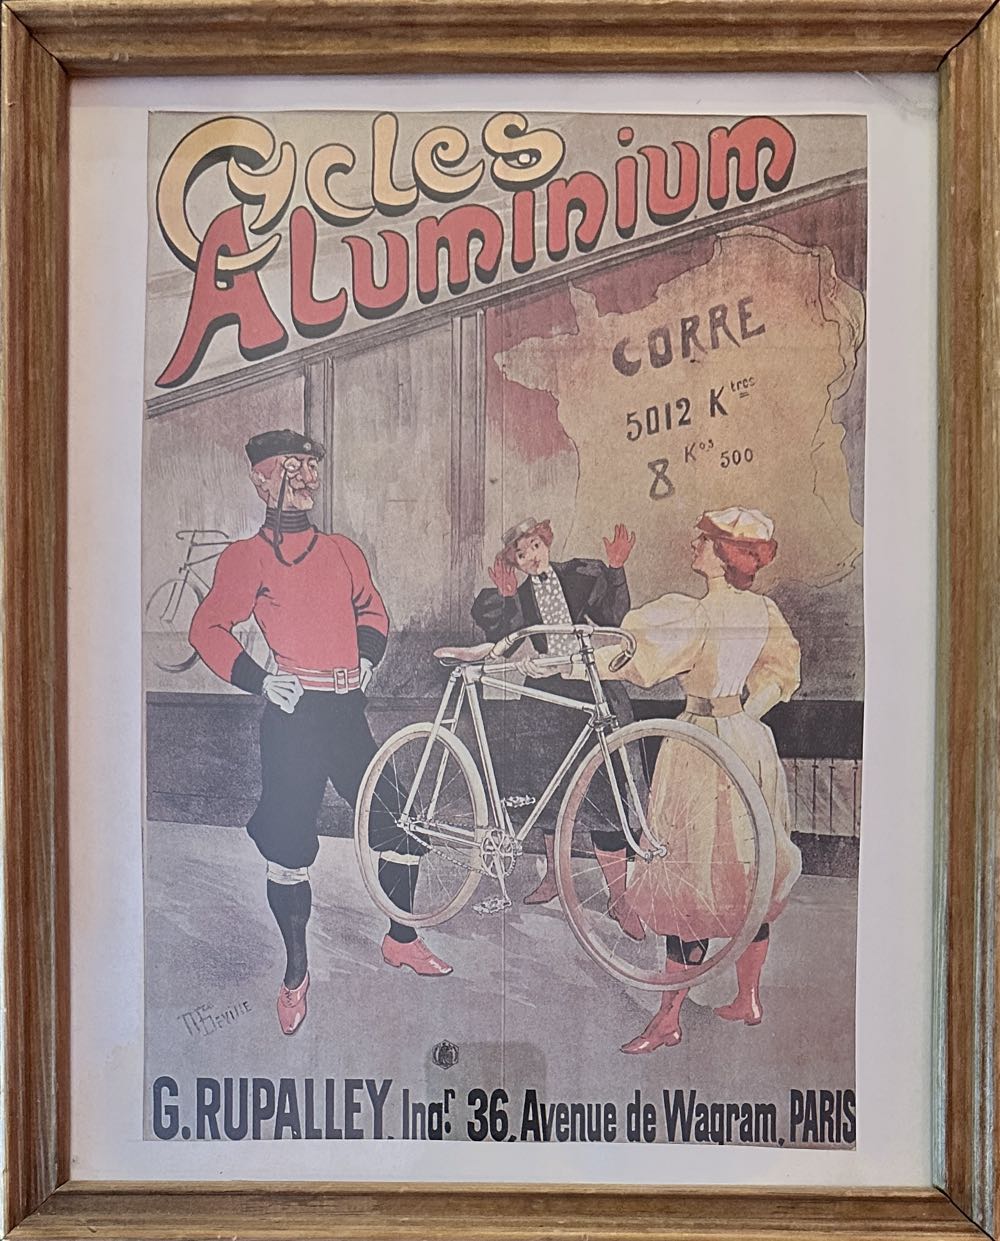 Cycles
Aluminium
CORRE
5012 Ktres
8 Kos 500
G. RUPALLEY, Ingr. 36, Avenue de Wagram, PARIS